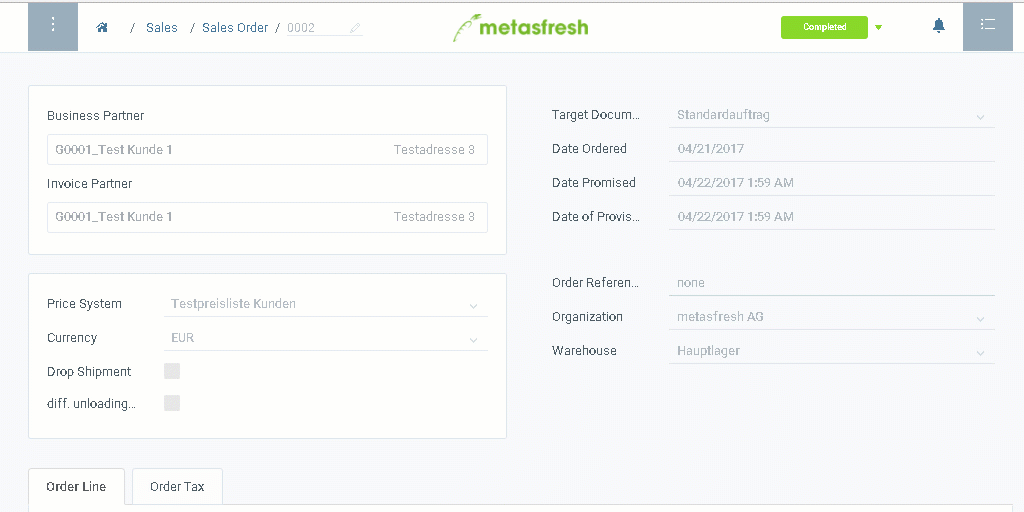 / Sales / Sales Order / 0002
metasfresh
Completed
Business Partner
G0001_Test Kunde 1 Testadresse 3
Invoice Partner
G0001_Test Kunde 1 Testadresse 3
Price System Testpreisliste Kunden
Currency EUR
Drop Shipment
diff. unloading...
Target Docum... Standardauftrag
Date Ordered 04/21/2017
Date Promised 04/22/2017 1:59 AM
Date of Provis... 04/22/2017 1:59 AM
Order Referen... none
Organization metasfresh AG
Warehouse Hauptlager
Order Line Order Tax